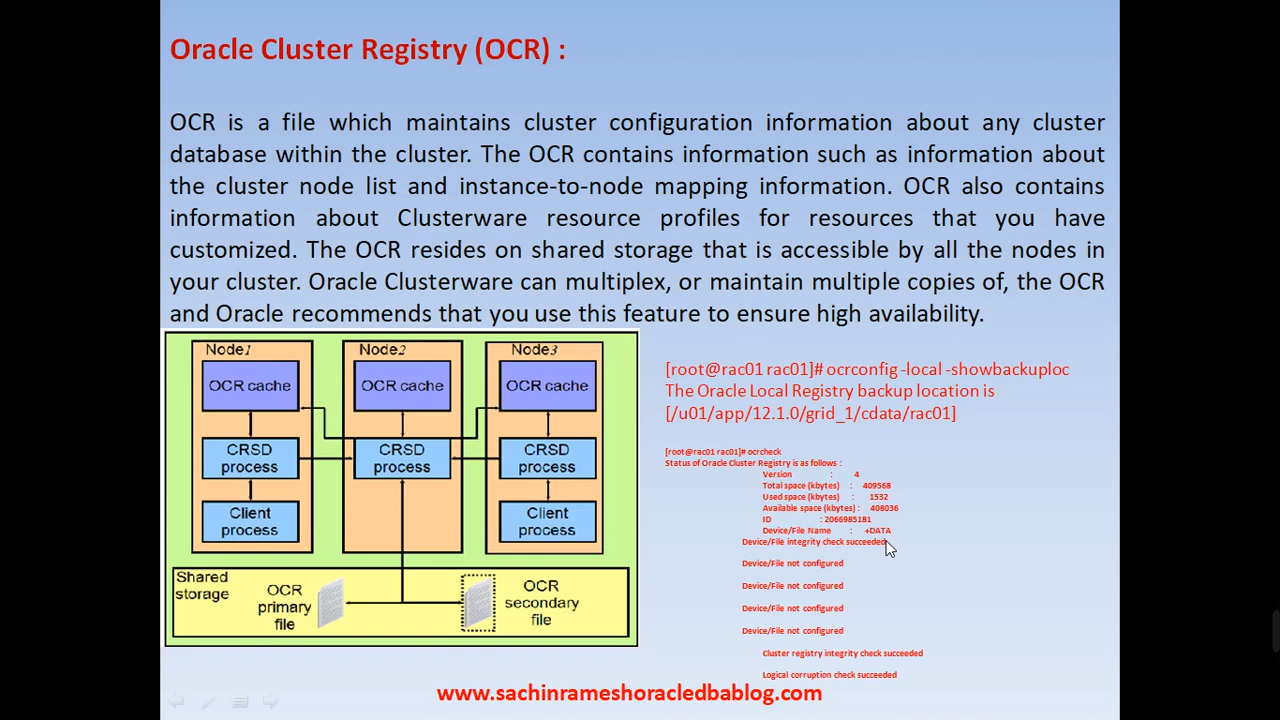 Oracle Cluster Registry (OCR) :
OCR is a file which maintains cluster configuration information about any cluster
database within the cluster. The OCR contains information such as information about
the cluster node list and instance-to-node mapping information. OCR also contains
information about Clusterware resource profiles for resources that you have
customized. The OCR resides on shared storage that is accessible by all the nodes in
your cluster. Oracle Clusterware can multiplex, or maintain multiple copies of, the OCR
and Oracle recommends that you use this feature to ensure high availability.
Node1
Node2
Node3
OCR cache
OCR cache
OCR cache
CRSD
process
CRSD
process
CRSD
process
Client
process
Client
process
Shared
storage
OCR
primary
file
OCR
secondary
file
[root@rac01 rac01]# ocrconfig -local -showbackuploc
The Oracle Local Registry backup location is
[/u01/app/12.1.0/grid_1/cdata/rac01]
[root@rac01 rac01]# ocrcheck
Status of Oracle Cluster Registry is as follows :
Version : 4
Total space (kbytes) : 409568
Used space (kbytes) : 1532
Available space (kbytes) : 408036
ID : 2066985181
Device/File Name : +DATA
Device/File integrity check succeeded
Device/File not configured
Device/File not configured
Device/File not configured
Device/File not configured
Cluster registry integrity check succeeded
Logical corruption check succeeded
www.sachinrameshoracledbablog.com